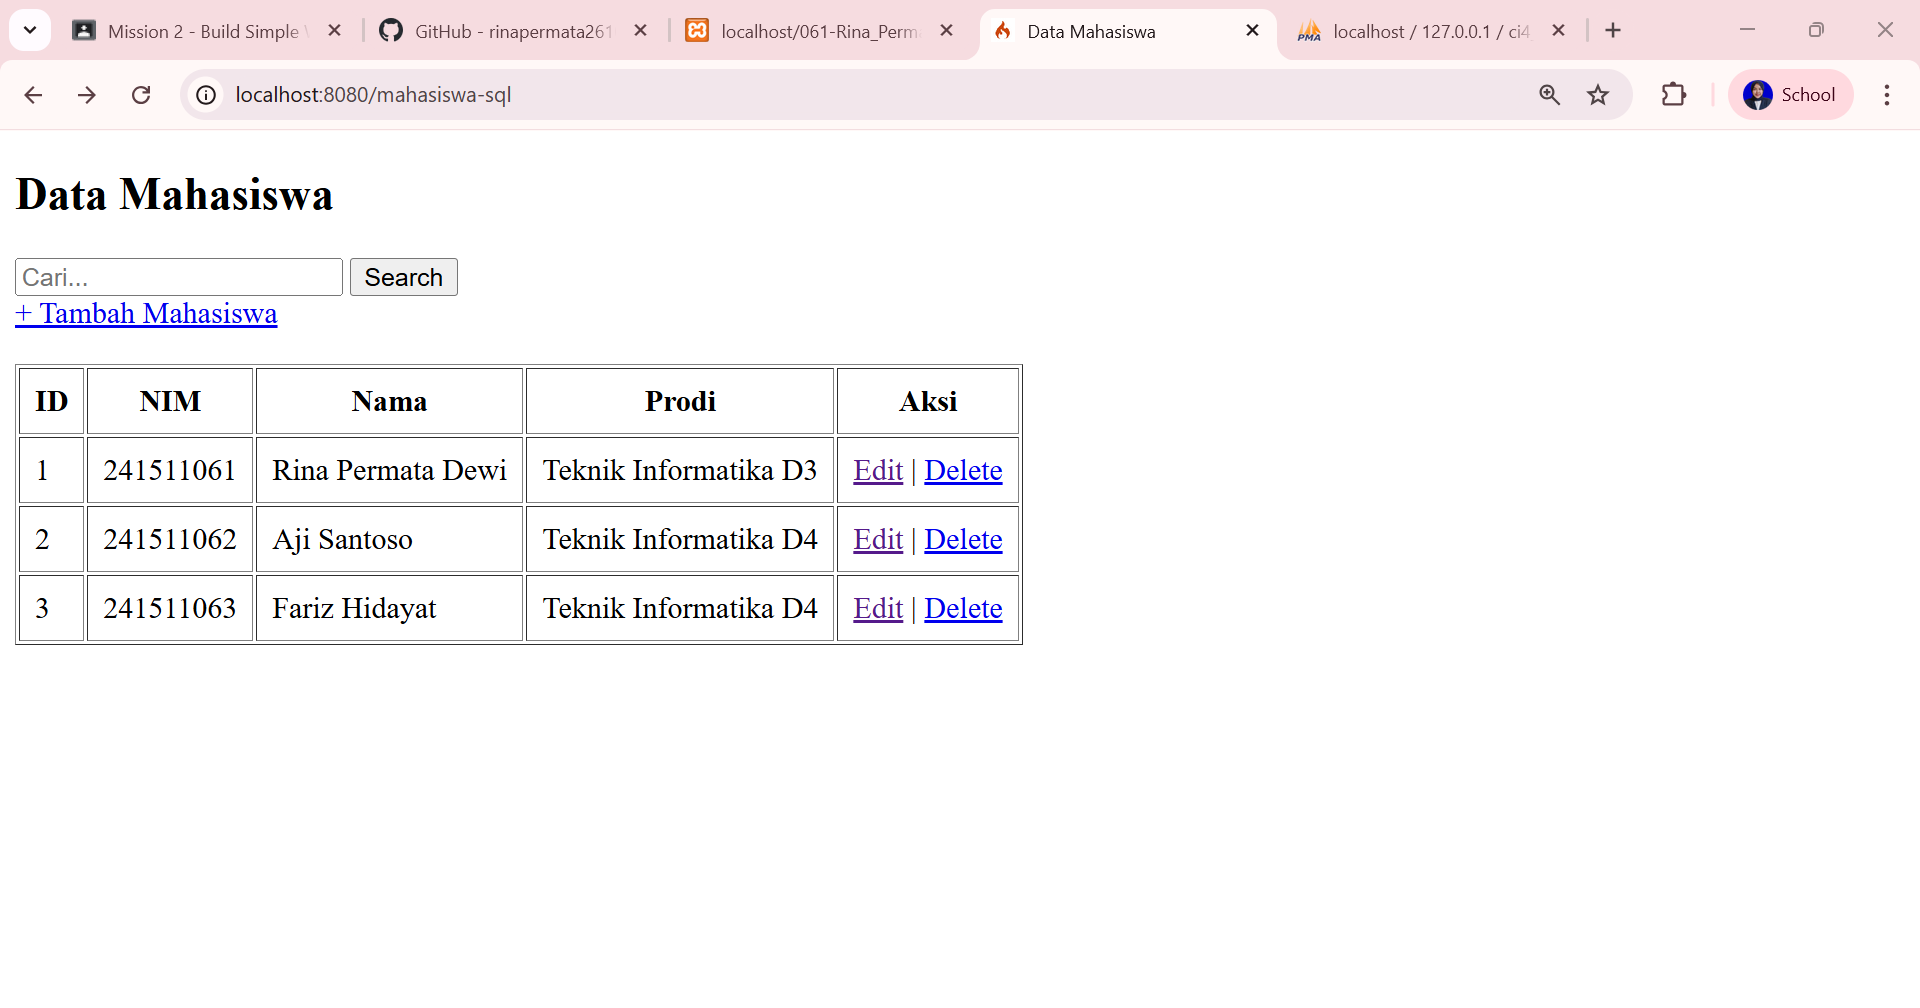 Mission 2 - Build Simple
GitHub - rinapermata261
localhost/061-Rina_Perm
Data Mahasiswa
PMA
localhost / 127.0.0.1 / ci4
localhost:8080/mahasiswa-sql
School
Data Mahasiswa
Cari... Search
+ Tambah Mahasiswa
ID NIM Nama Prodi Aksi
1 241511061 Rina Permata Dewi Teknik Informatika D3 Edit | Delete
2 241511062 Aji Santoso Teknik Informatika D4 Edit | Delete
3 241511063 Fariz Hidayat Teknik Informatika D4 Edit | Delete